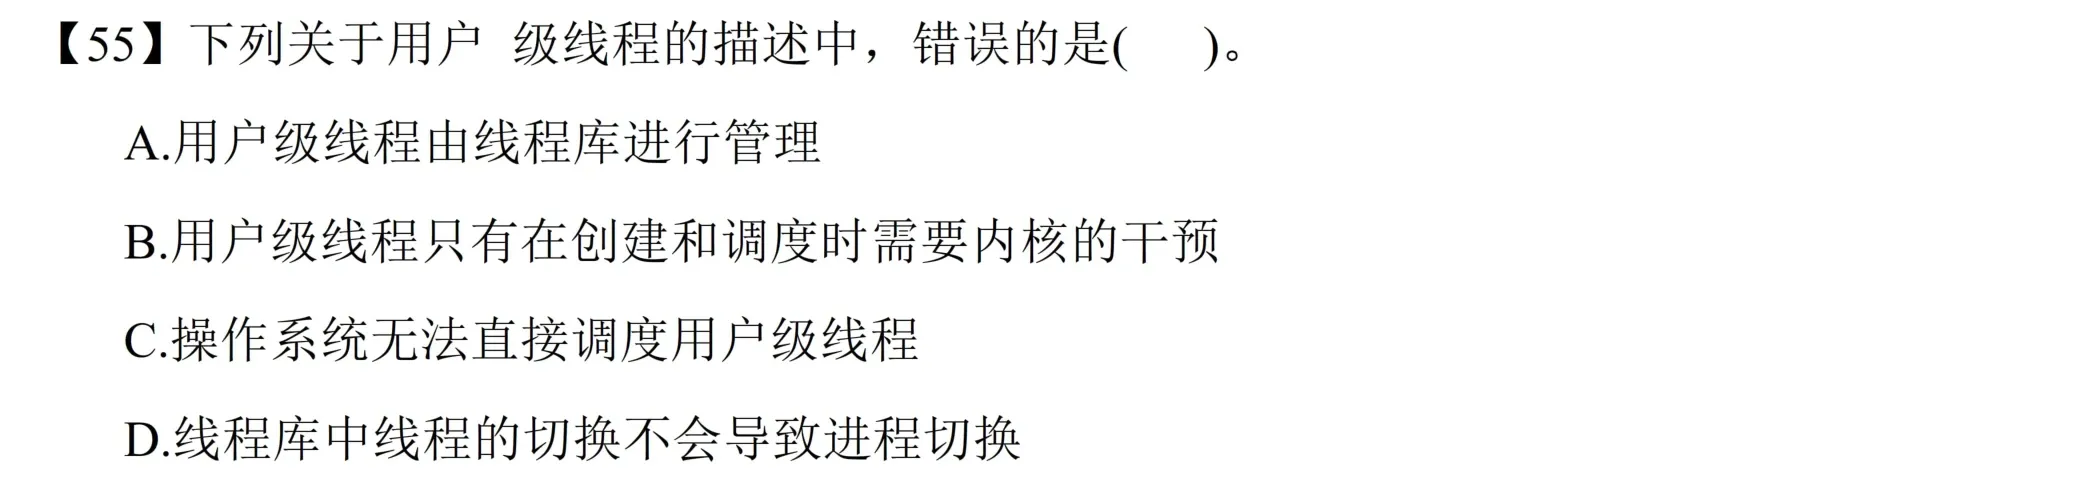 【55】下列关于用户 级线程的描述中，错误的是(  )。
A.用户级线程由线程库进行管理
B.用户级线程只有在创建和调度时需要内核的干预
C.操作系统无法直接调度用户级线程
D.线程库中线程的切换不会导致进程切换